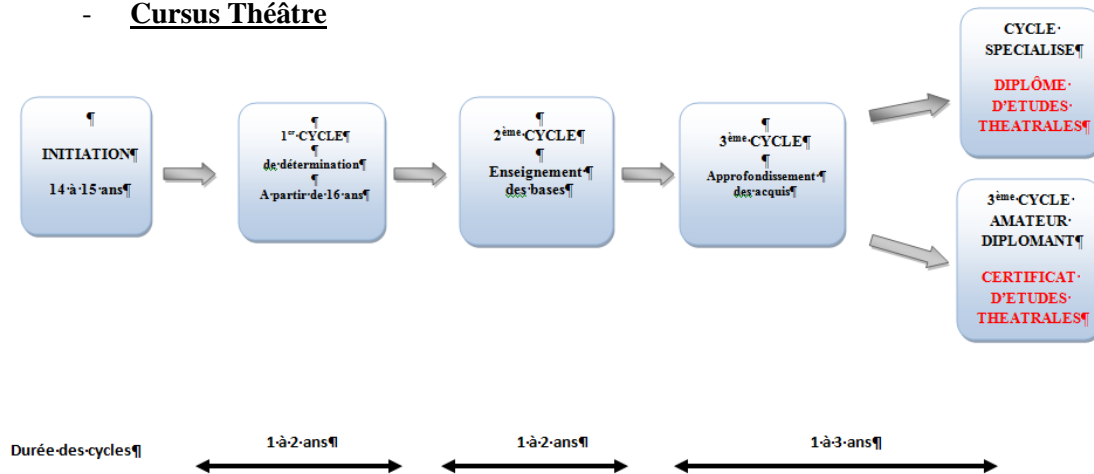 - Cursus Théâtre
¶
INITIATION¶
14·à·15·ans¶
¶
1er·CYCLE¶
¶
de·détermination¶
¶
A·partir·de·16·ans¶
¶
2ème·CYCLE¶
¶
Enseignement·¶
des·bases¶
¶
3ème·CYCLE¶
¶
Approfondissement·¶
des·acquis¶
CYCLE·
SPECIALISE¶
DIPLÔME·
D’ETUDES·
THEATRALES¶
3ème·CYCLE·
AMATEUR·
DIPLOMANT¶
CERTIFICAT·
D’ETUDES·
THEATRALES¶
Durée·des·cycles¶
1·à·2·ans¶
1·à·2·ans¶
1·à·3·ans¶